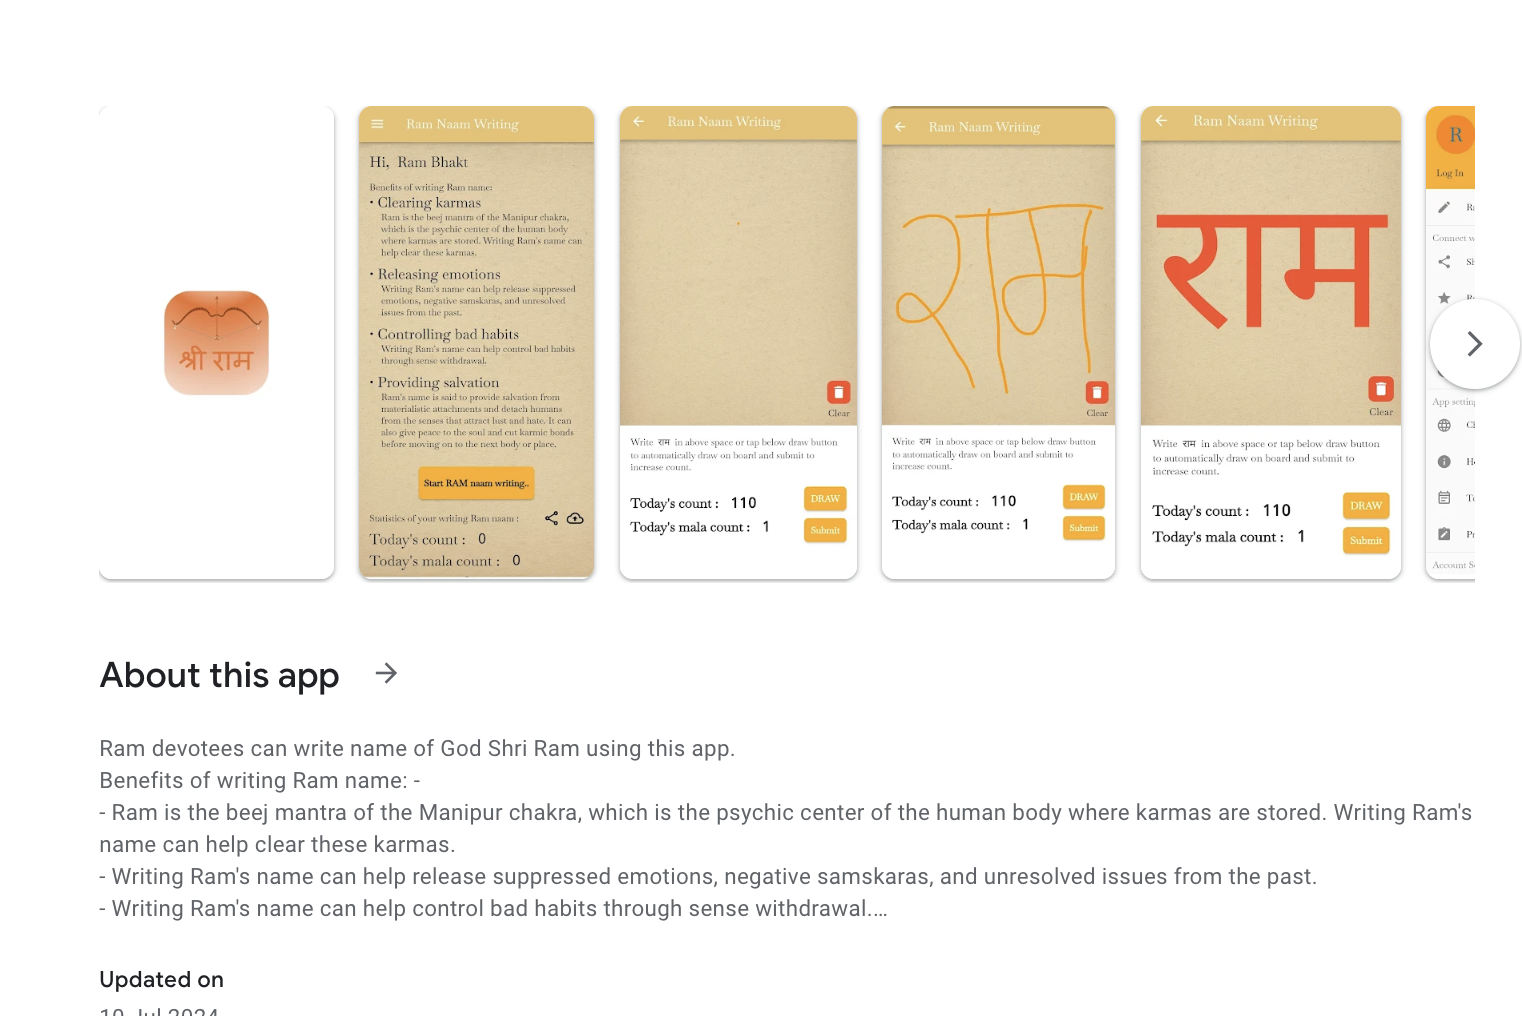 श्री राम
Ram Naam Writing
Hi, Ram Bhakt
Benefits of writing Ram name:
• Clearing karmas
Ram is the beej mantra of the Manipur chakra,
which is the psychic center of the human body
where karmas are stored. Writing Ram's name can
help clear these karmas.
• Releasing emotions
Writing Ram's name can help release suppressed
emotions, negative samskaras, and unresolved
issues from the past.
• Controlling bad habits
Writing Ram's name can help control bad habits
through sense withdrawal.
• Providing salvation
Ram's name is said to provide salvation from
materialistic attachments and detach humans
from the senses that attract lust and hate. It can
also give peace to the soul and cut karmic bonds
before moving on to the next body or place.
Start RAM naam writing..
Statistics of your writing Ram naam :
Today's count : 0
Today's mala count : 0
Ram Naam Writing
Clear
Write राम in above space or tap below draw button
to automatically draw on board and submit to
increase count.
Today's count : 110
DRAW
Today's mala count : 1
Submit
Ram Naam Writing
राम
Clear
Write राम in above space or tap below draw button
to automatically draw on board and submit to
increase count.
Today's count : 110
DRAW
Today's mala count : 1
Submit
Ram Naam Writing
राम
Clear
Write राम in above space or tap below draw button
to automatically draw on board and submit to
increase count.
Today's count : 110
DRAW
Today's mala count : 1
Submit
R
Log In
Connect
App
Account
About this app
Ram devotees can write name of God Shri Ram using this app.
Benefits of writing Ram name: -
- Ram is the beej mantra of the Manipur chakra, which is the psychic center of the human body where karmas are stored. Writing Ram's
name can help clear these karmas.
- Writing Ram's name can help release suppressed emotions, negative samskaras, and unresolved issues from the past.
- Writing Ram's name can help control bad habits through sense withdrawal.…
Updated on
10 Jul 2024